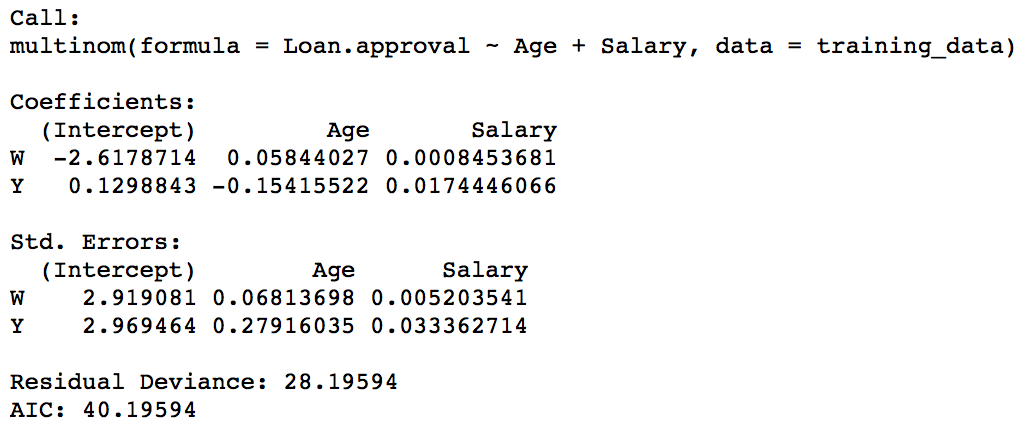 Call:
multinom(formula = Loan.approval ~ Age + Salary, data = training_data)
Coefficients:
(Intercept) Age Salary
W -2.6178714 0.05844027 0.0008453681
Y 0.1298843 -0.15415522 0.0174446066
Std. Errors:
(Intercept) Age Salary
W 2.919081 0.06813698 0.005203541
Y 2.969464 0.27916035 0.033362714
Residual Deviance: 28.19594
AIC: 40.19594